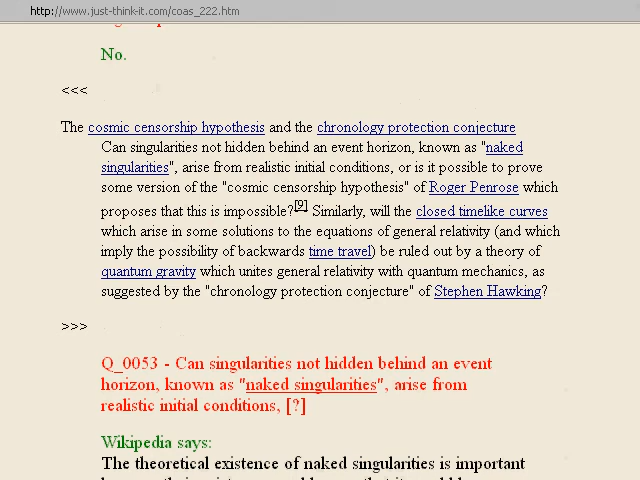 http://www.just-think-it.com/coas_222.htm
No.
<<<
The cosmic censorship hypothesis and the chronology protection conjecture
Can singularities not hidden behind an event horizon, known as "naked
singularities", arise from realistic initial conditions, or is it possible to prove
some version of the "cosmic censorship hypothesis" of Roger Penrose which
proposes that this is impossible?[9] Similarly, will the closed timelike curves
which arise in some solutions to the equations of general relativity (and which
imply the possibility of backwards time travel) be ruled out by a theory of
quantum gravity which unites general relativity with quantum mechanics, as
suggested by the "chronology protection conjecture" of Stephen Hawking?
>>>
Q_0053 - Can singularities not hidden behind an event
horizon, known as "naked singularities", arise from
realistic initial conditions, [?]
Wikipedia says:
The theoretical existence of naked singularities is important